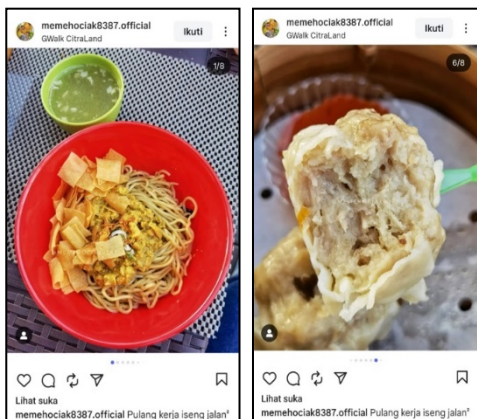 memehociak8387.official
GWalk CitraLand
Ikuti
1/8
Lihat suka
memehociak8387.official Pulang kerja iseng jalan²
memehociak8387.official
GWalk CitraLand
Ikuti
6/8
Lihat suka
memehociak8387.official Pulang kerja iseng jalan²